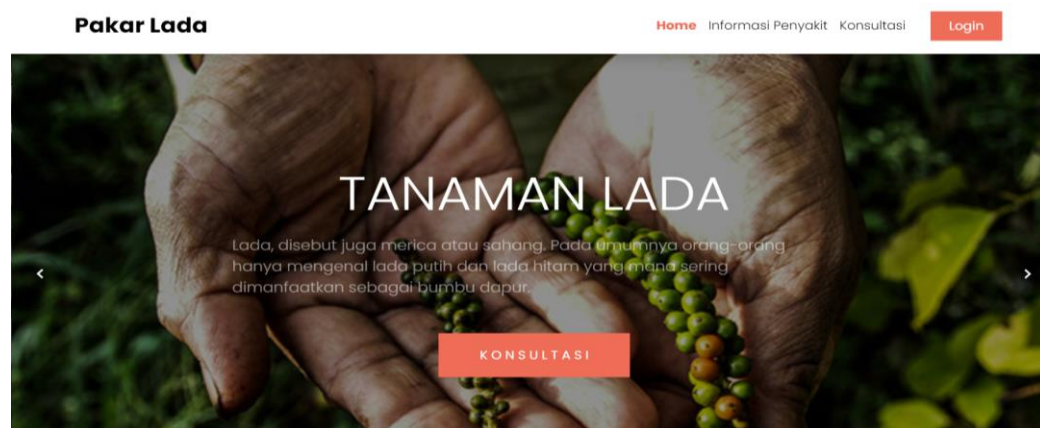 Pakar Lada
Home Informasi Penyakit Konsultasi Login
TANAMAN LADA
Lada, disebut juga merica atau sahang. Pada umumnya orang-orang
hanya mengenal lada putih dan lada hitam yang mana sering
dimanfaatkan sebagai bumbu dapur.
KONSULTASI